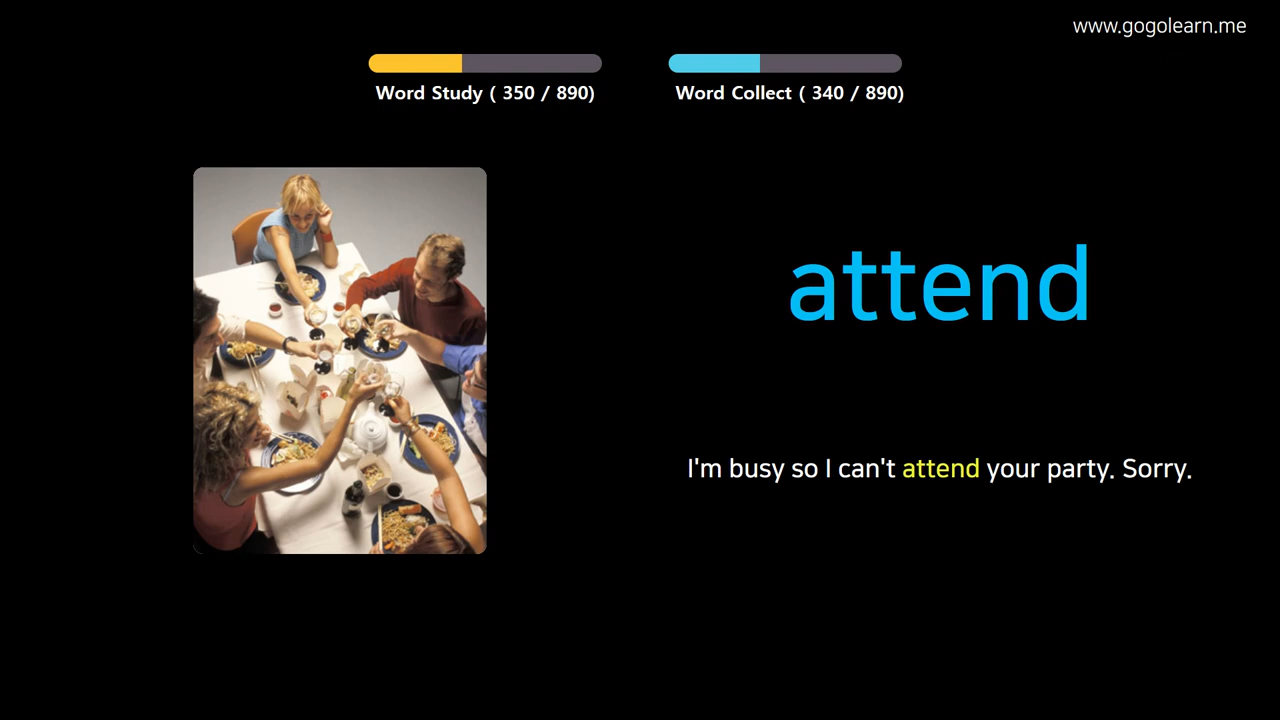 www.gogolearn.me
Word Study ( 350 / 890)
Word Collect ( 340 / 890)
attend
I'm busy so I can't attend your party. Sorry.